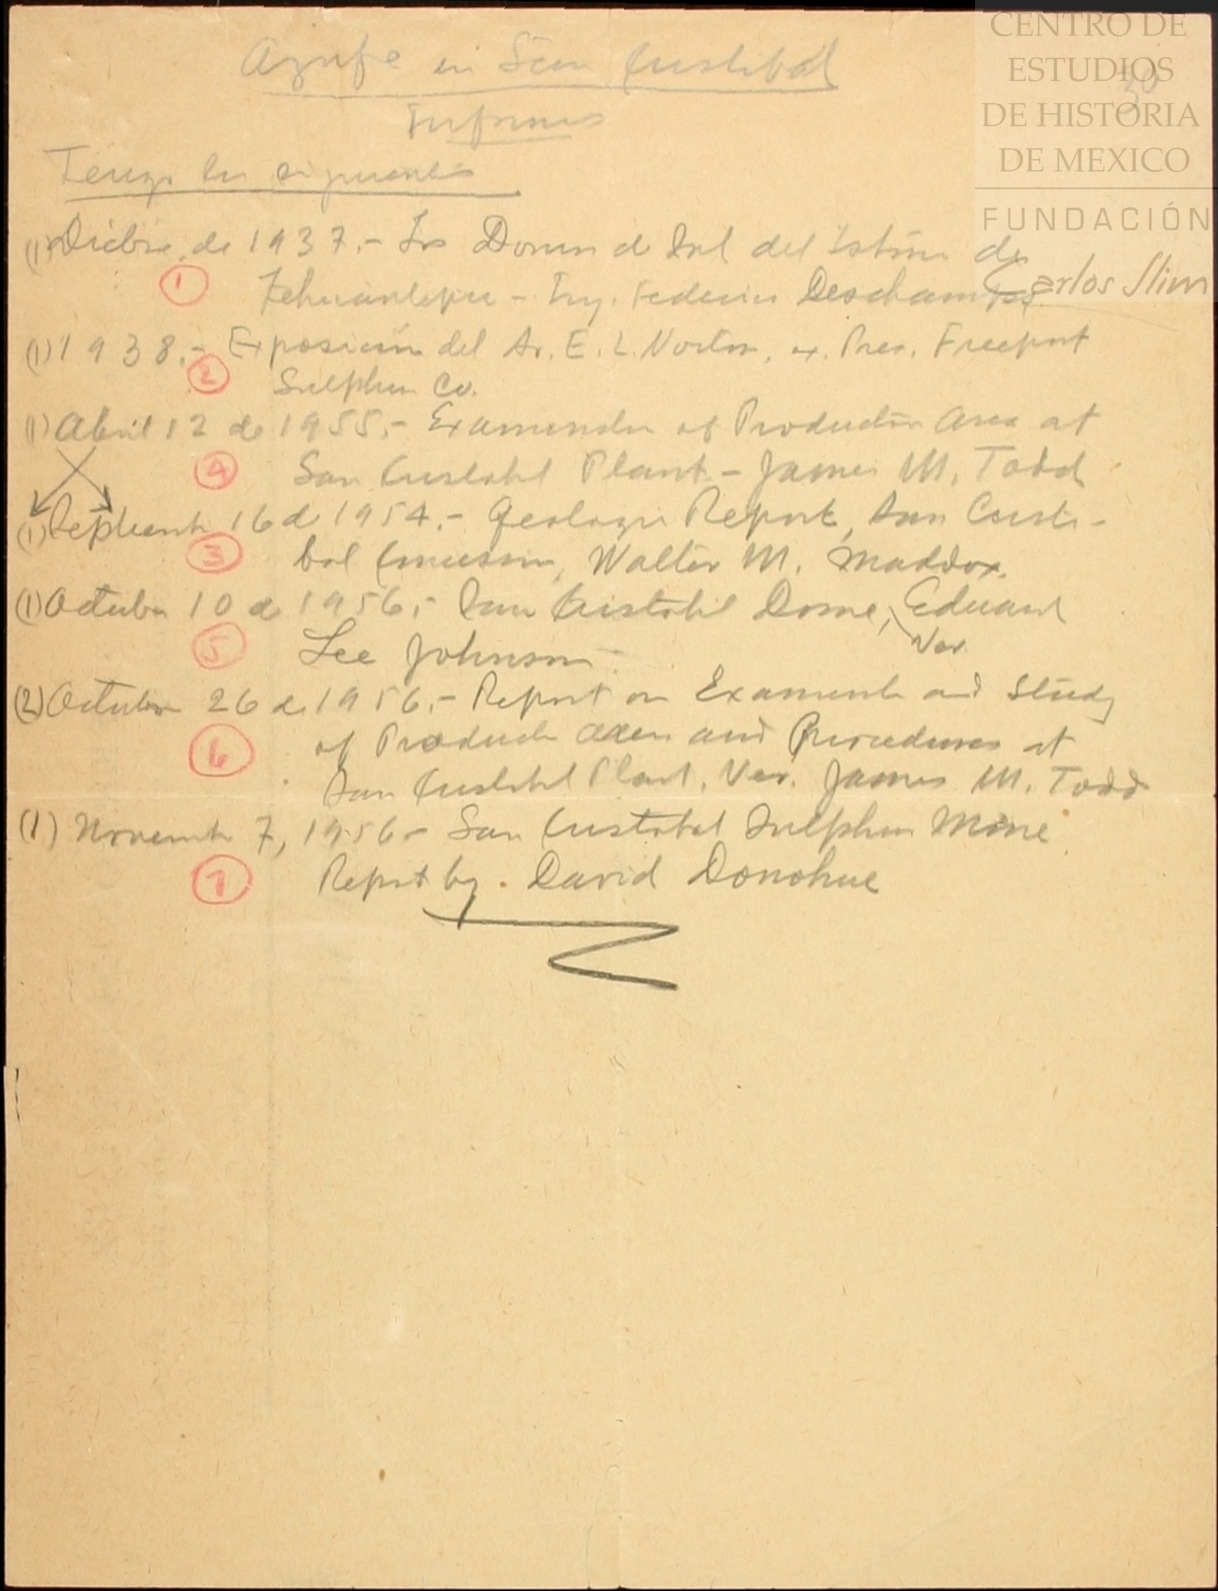 CENTRO DE
ESTUDIOS
DE HISTORIA
DE MEXICO
FUNDACIÓN
Carlos Slim
30
Azufre en San Cristobal
Informes
Tengo los siguientes
(1) Dicbre. de 1937.- Los Domos de Sal del Istmo de
① Tehuantepec - Ing. Federico Deschamps
(1) 1938.- Exposición del Sr. E. L. Norton, ex. Pres. Freeport
② Sulphur Co.
(1) Abril 12 de 1955.- Examination of Production Area at
④ San Cristobal Plant - James M. Todd
(1) Septiembre 16 de 1954.- Geologic Report, San Cristo-
③ bal Concession, Walter M. Maddox.
(1) Octubre 10 de 1956.- San Cristobal Dome, Eduard
Ver.
⑤ Lee Johnson
(2) Octubre 26 de 1956.- Report on Examination and Study
⑥ of Production Area and Procedures at
San Cristobal Plant, Ver. James M. Todd
(1) Noviembre 7, 1956- San Cristobal Sulphur Mine
⑦ Report by. David Donohue